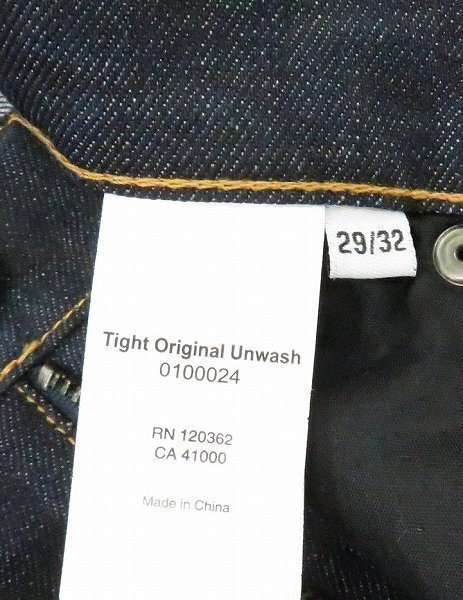 29/32
Tight Original Unwash
0100024
RN 120362
CA 41000
Made in China